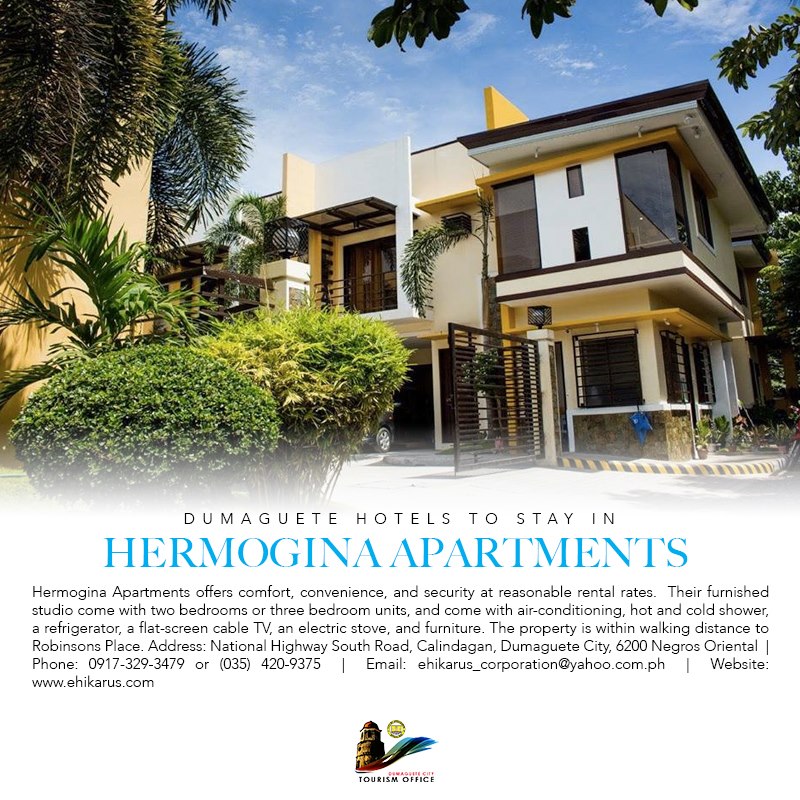 DUMAGUETE HOTELS TO STAY IN
HERMOGINA APARTMENTS
Hermogina Apartments offers comfort, convenience, and security at reasonable rental rates. Their furnished
studio come with two bedrooms or three bedroom units, and come with air-conditioning, hot and cold shower,
a refrigerator, a flat-screen cable TV, an electric stove, and furniture. The property is within walking distance to
Robinsons Place. Address: National Highway South Road, Calindagan, Dumaguete City, 6200 Negros Oriental |
Phone: 0917-329-3479 or (035) 420-9375 | Email: ehikarus_corporation@yahoo.com.ph | Website:
www.ehikarus.com
DUMAGUETE CITY
TOURISM OFFICE